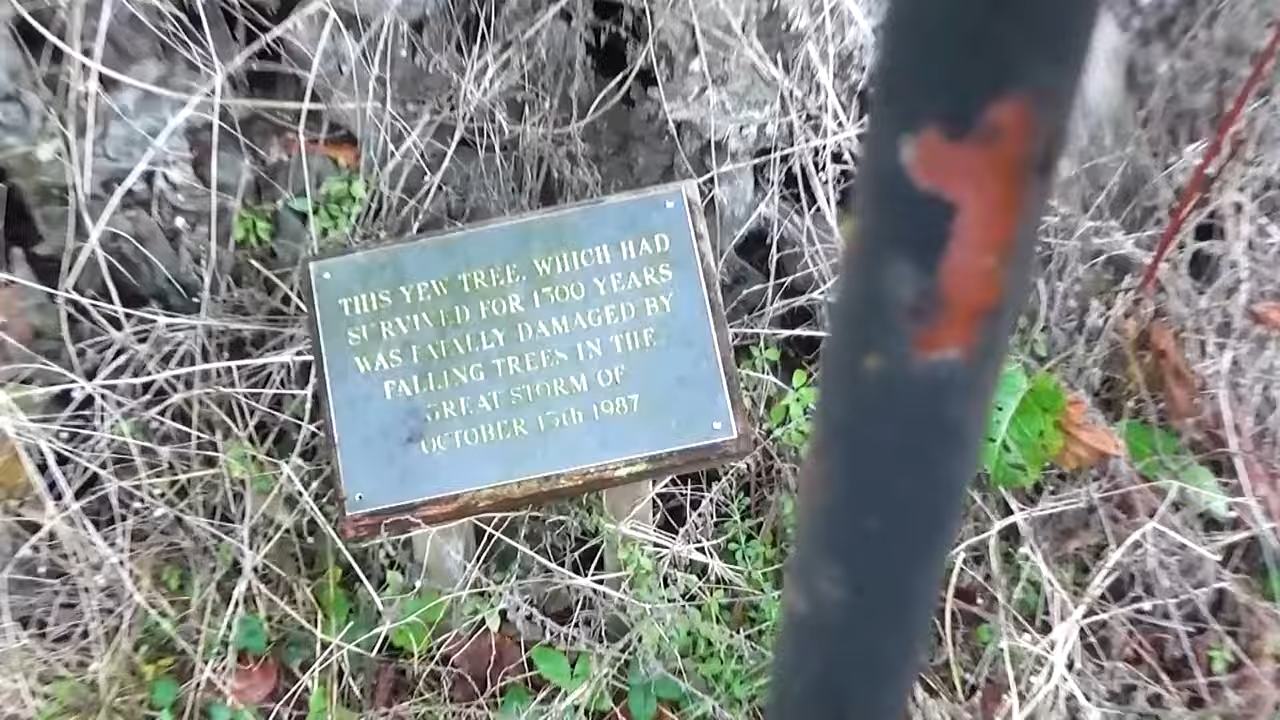 THIS YEW TREE, WHICH HAD
SURVIVED FOR 1300 YEARS
WAS FATALLY DAMAGED BY
FALLING TREES IN THE
GREAT STORM OF
OCTOBER 15th 1987